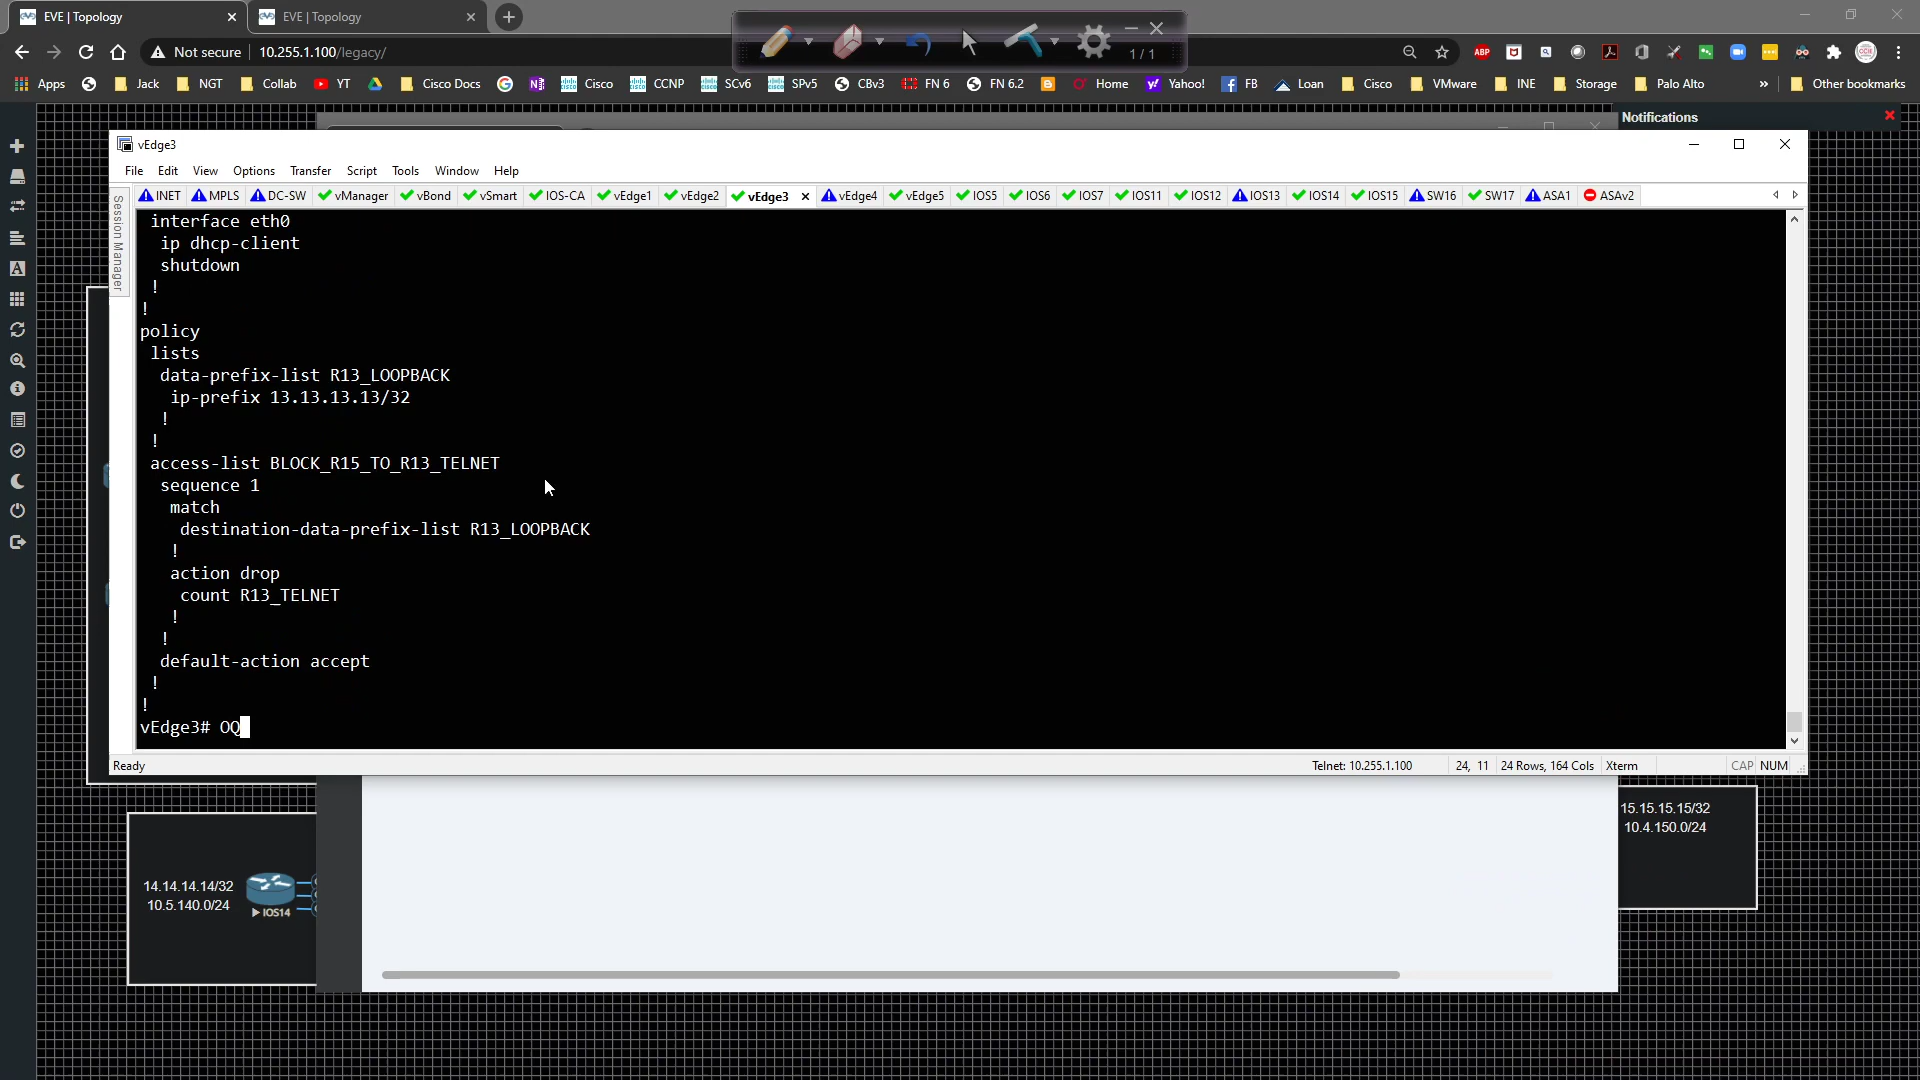 EVE | Topology
EVE | Topology
1 / 1
Not secure 10.255.1.100/legacy/
ABP
Apps Jack NGT Collab YT Cisco Docs Cisco CCNP SCv6 SPv5 CBv3 FN 6 FN 6.2 Home Yahoo! FB Loan Cisco VMware INE Storage Palo Alto » Other bookmarks
Notifications
vEdge3
File Edit View Options Transfer Script Tools Window Help
INET MPLS DC-SW vManager vBond vSmart IOS-CA vEdge1 vEdge2 vEdge3 vEdge4 vEdge5 IOS5 IOS6 IOS7 IOS11 IOS12 IOS13 IOS14 IOS15 SW16 SW17 ASA1 ASAv2
Session Manager
interface eth0
ip dhcp-client
shutdown
!
!
policy
lists
data-prefix-list R13_LOOPBACK
ip-prefix 13.13.13.13/32
!
!
access-list BLOCK_R15_TO_R13_TELNET
sequence 1
match
destination-data-prefix-list R13_LOOPBACK
!
action drop
count R13_TELNET
!
!
default-action accept
!
!
vEdge3# OQ
Ready Telnet: 10.255.1.100 24, 11 24 Rows, 164 Cols Xterm CAP NUM
15.15.15.15/32
10.4.150.0/24
14.14.14.14/32
10.5.140.0/24
IOS14